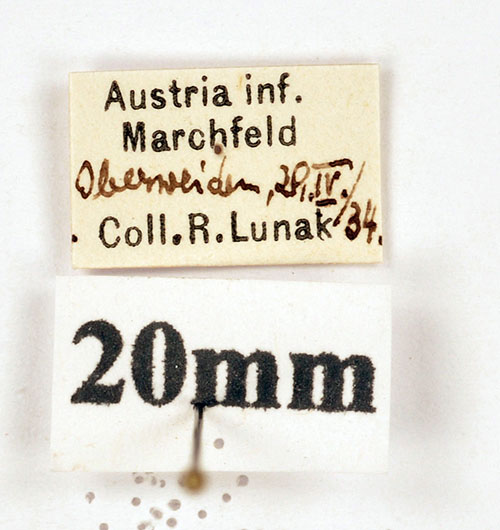 Austria inf.
Marchfeld
Oberweiden, 29. IV. /34.
Coll. R. Lunak
20mm